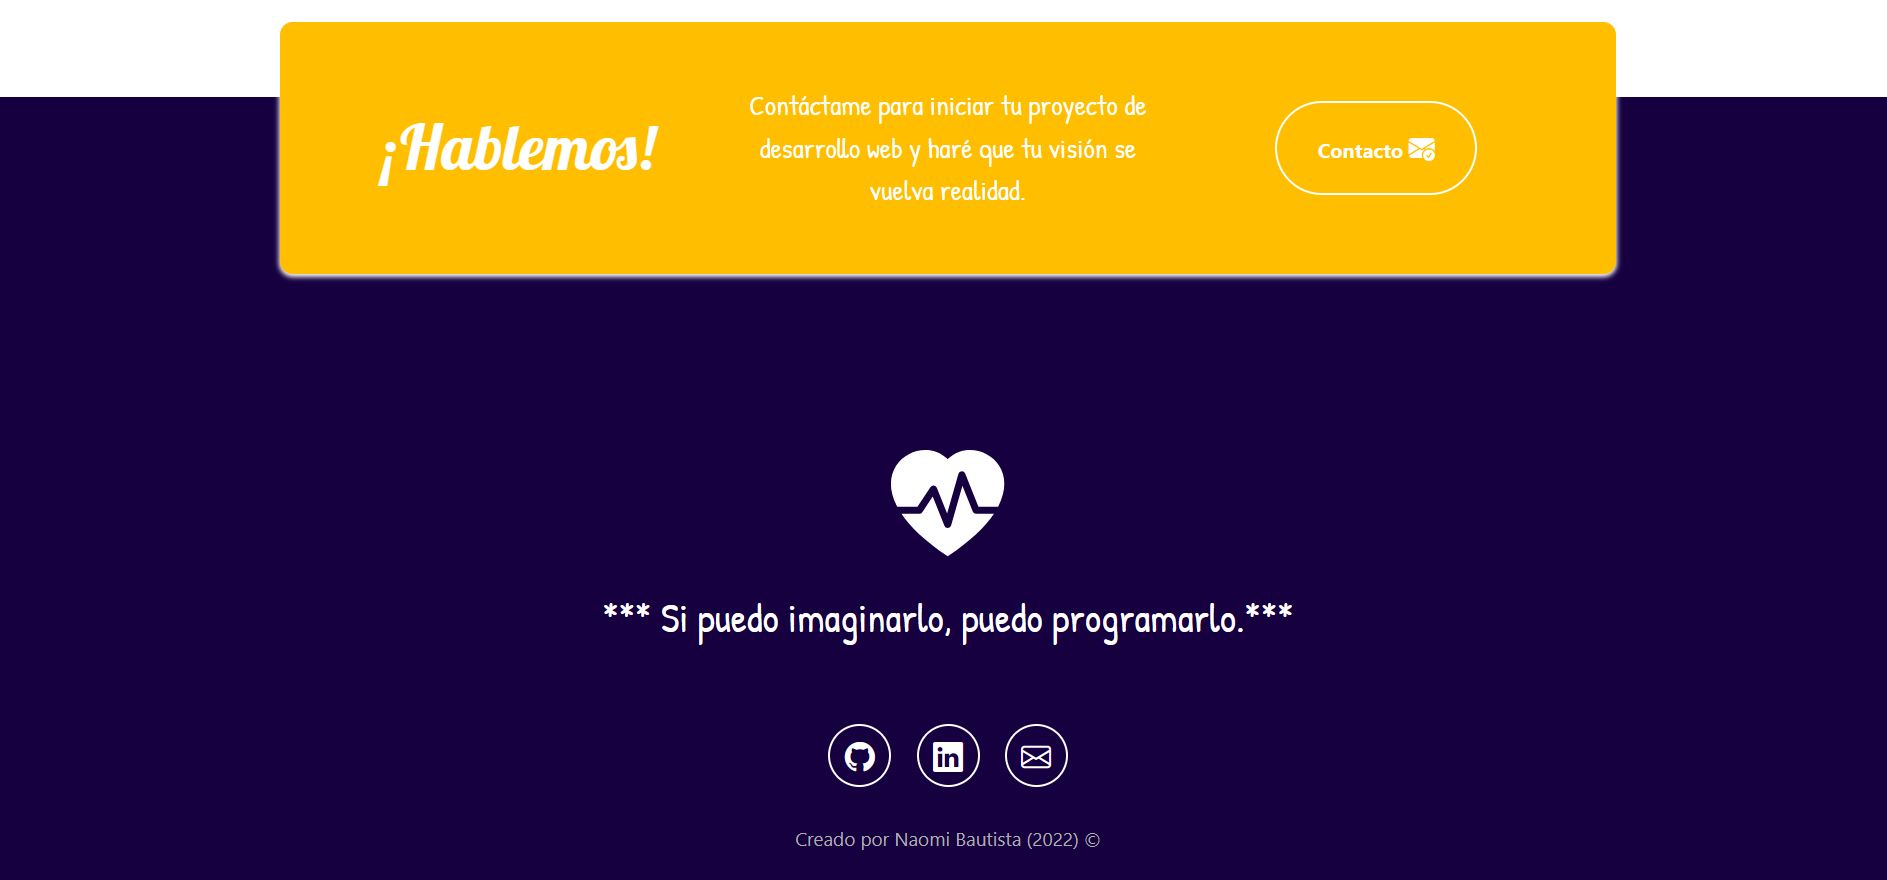 ¡Hablemos!
Contáctame para iniciar tu proyecto de
desarrollo web y haré que tu visión se
vuelva realidad.
Contacto
*** Si puedo imaginarlo, puedo programarlo.***
in
Creado por Naomi Bautista (2022) ©